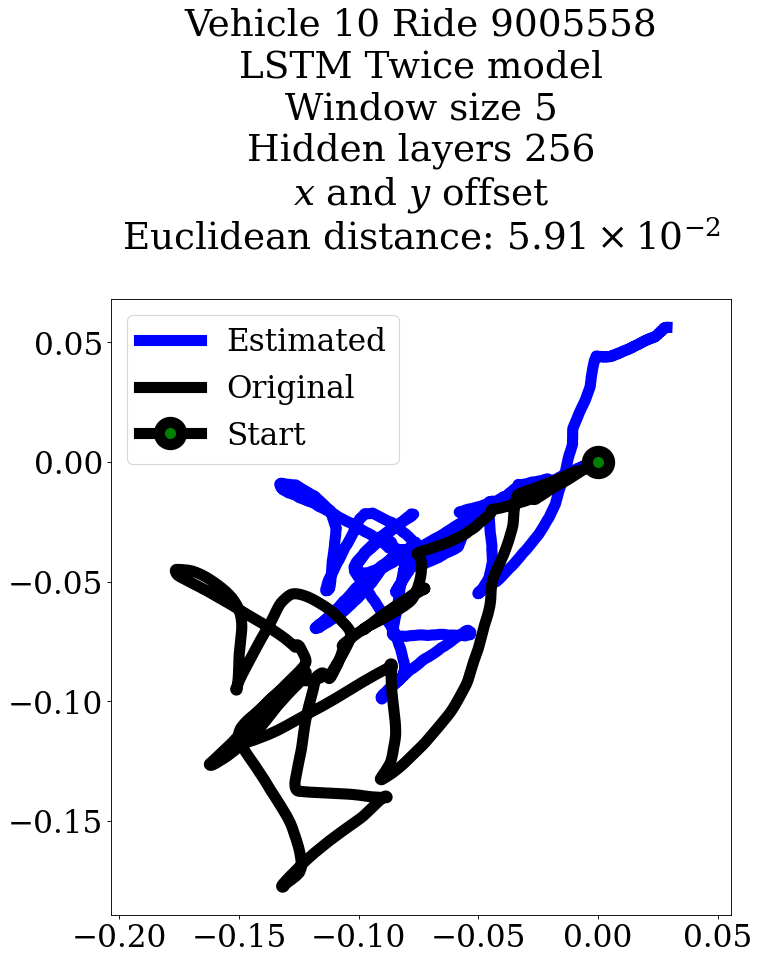 Vehicle 10 Ride 9005558
LSTM Twice model
Window size 5
Hidden layers 256
x and y offset
Euclidean distance: 5.91 × 10⁻²
Estimated
Original
Start
0.05
0.00
−0.05
−0.10
−0.15
−0.20 −0.15 −0.10 −0.05 0.00 0.05